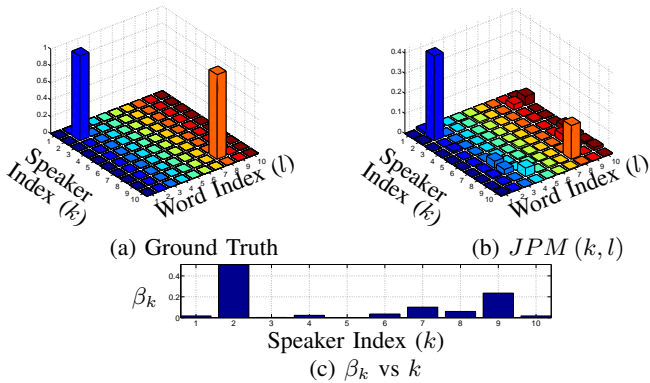 1
0.8
0.6
0.4
0.2
0
1 2 3 4 5 6 7 8 9 10
1 2 3 4 5 6 7 8 9 10
Speaker Index (k)
Word Index (l)
(a) Ground Truth
0.4
0.3
0.2
0.1
0
1 2 3 4 5 6 7 8 9 10
1 2 3 4 5 6 7 8 9 10
Speaker Index (k)
Word Index (l)
(b) JPM (k, l)
0.4
0.2
0
β_k
1 2 3 4 5 6 7 8 9 10
Speaker Index (k)
(c) β_k vs k